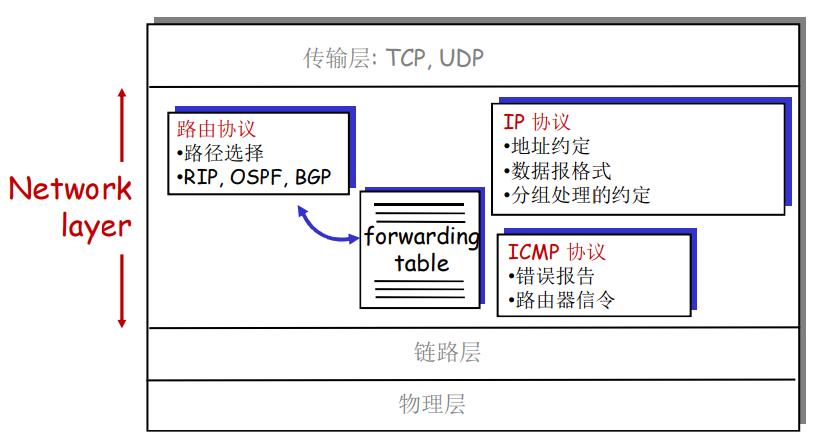 传输层: TCP, UDP
Network
layer
路由协议
•路径选择
•RIP, OSPF, BGP
forwarding
table
IP 协议
•地址约定
•数据报格式
•分组处理的约定
ICMP 协议
•错误报告
•路由器信令
链路层
物理层